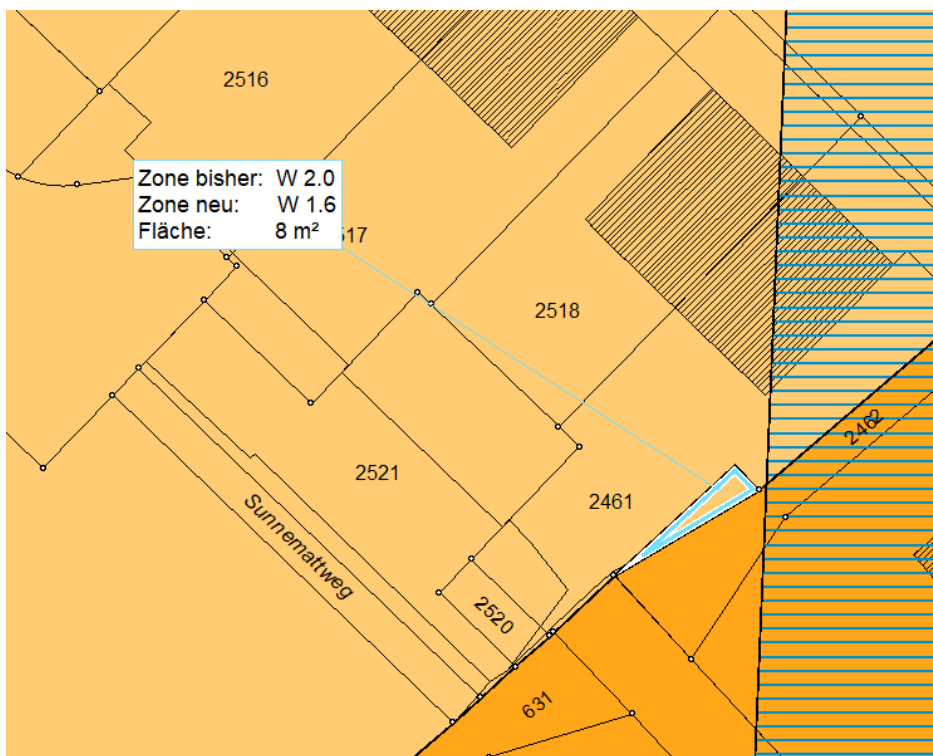 2516
Zone bisher: W 2.0
Zone neu: W 1.6
Fläche: 8 m²
517
2518
2462
2521
2461
Sunnemattweg
2520
631